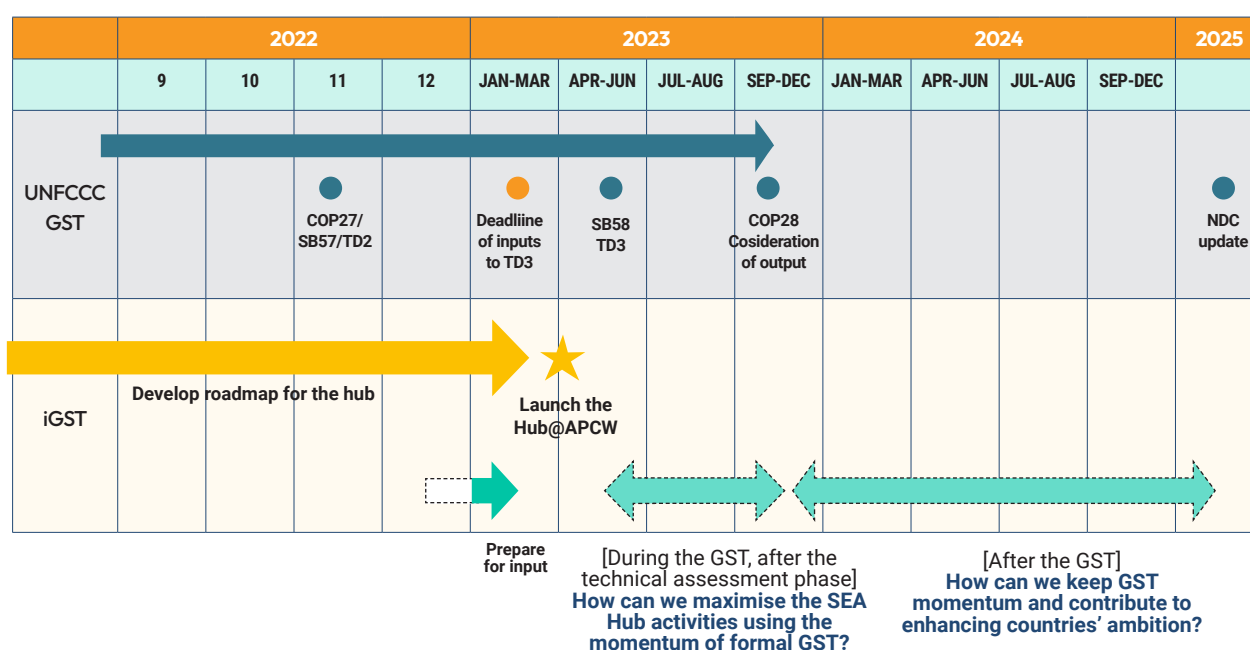 2022 2023 2024 2025
9 10 11 12 JAN-MAR APR-JUN JUL-AUG SEP-DEC JAN-MAR APR-JUN JUL-AUG SEP-DEC
UNFCCC
GST
COP27/
SB57/TD2
Deadliine
of inputs
to TD3
SB58
TD3
COP28
Cosideration
of output
NDC
update
iGST
Develop roadmap for the hub
Launch the
Hub@APCW
Prepare
for input
[During the GST, after the
technical assessment phase]
How can we maximise the SEA
Hub activities using the
momentum of formal GST?
[After the GST]
How can we keep GST
momentum and contribute to
enhancing countries' ambition?